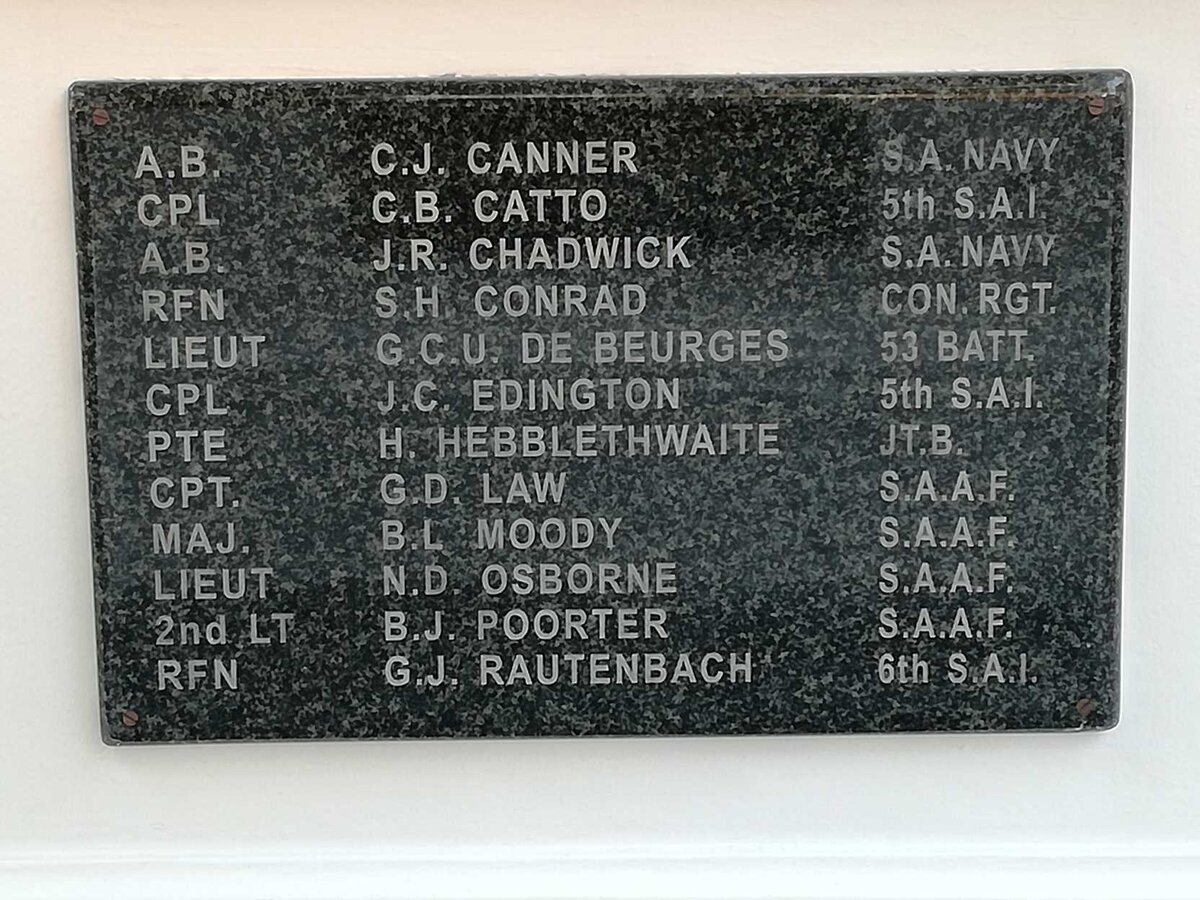 A.B. C.J. CANNER S.A. NAVY
CPL C.B. CATTO 5th S.A.I.
A.B. J.R. CHADWICK S.A. NAVY
RFN S.H. CONRAD CON. RGT.
LIEUT G.C.U. DE BEURGES 53 BATT.
CPL J.C. EDINGTON 5th S.A.I.
PTE H. HEBBLETHWAITE JT.B.
CPT. G.D. LAW S.A.A.F.
MAJ. B.L MOODY S.A.A.F.
LIEUT N.D. OSBORNE S.A.A.F.
2nd LT B.J. POORTER S.A.A.F.
RFN G.J. RAUTENBACH 6th S.A.I.